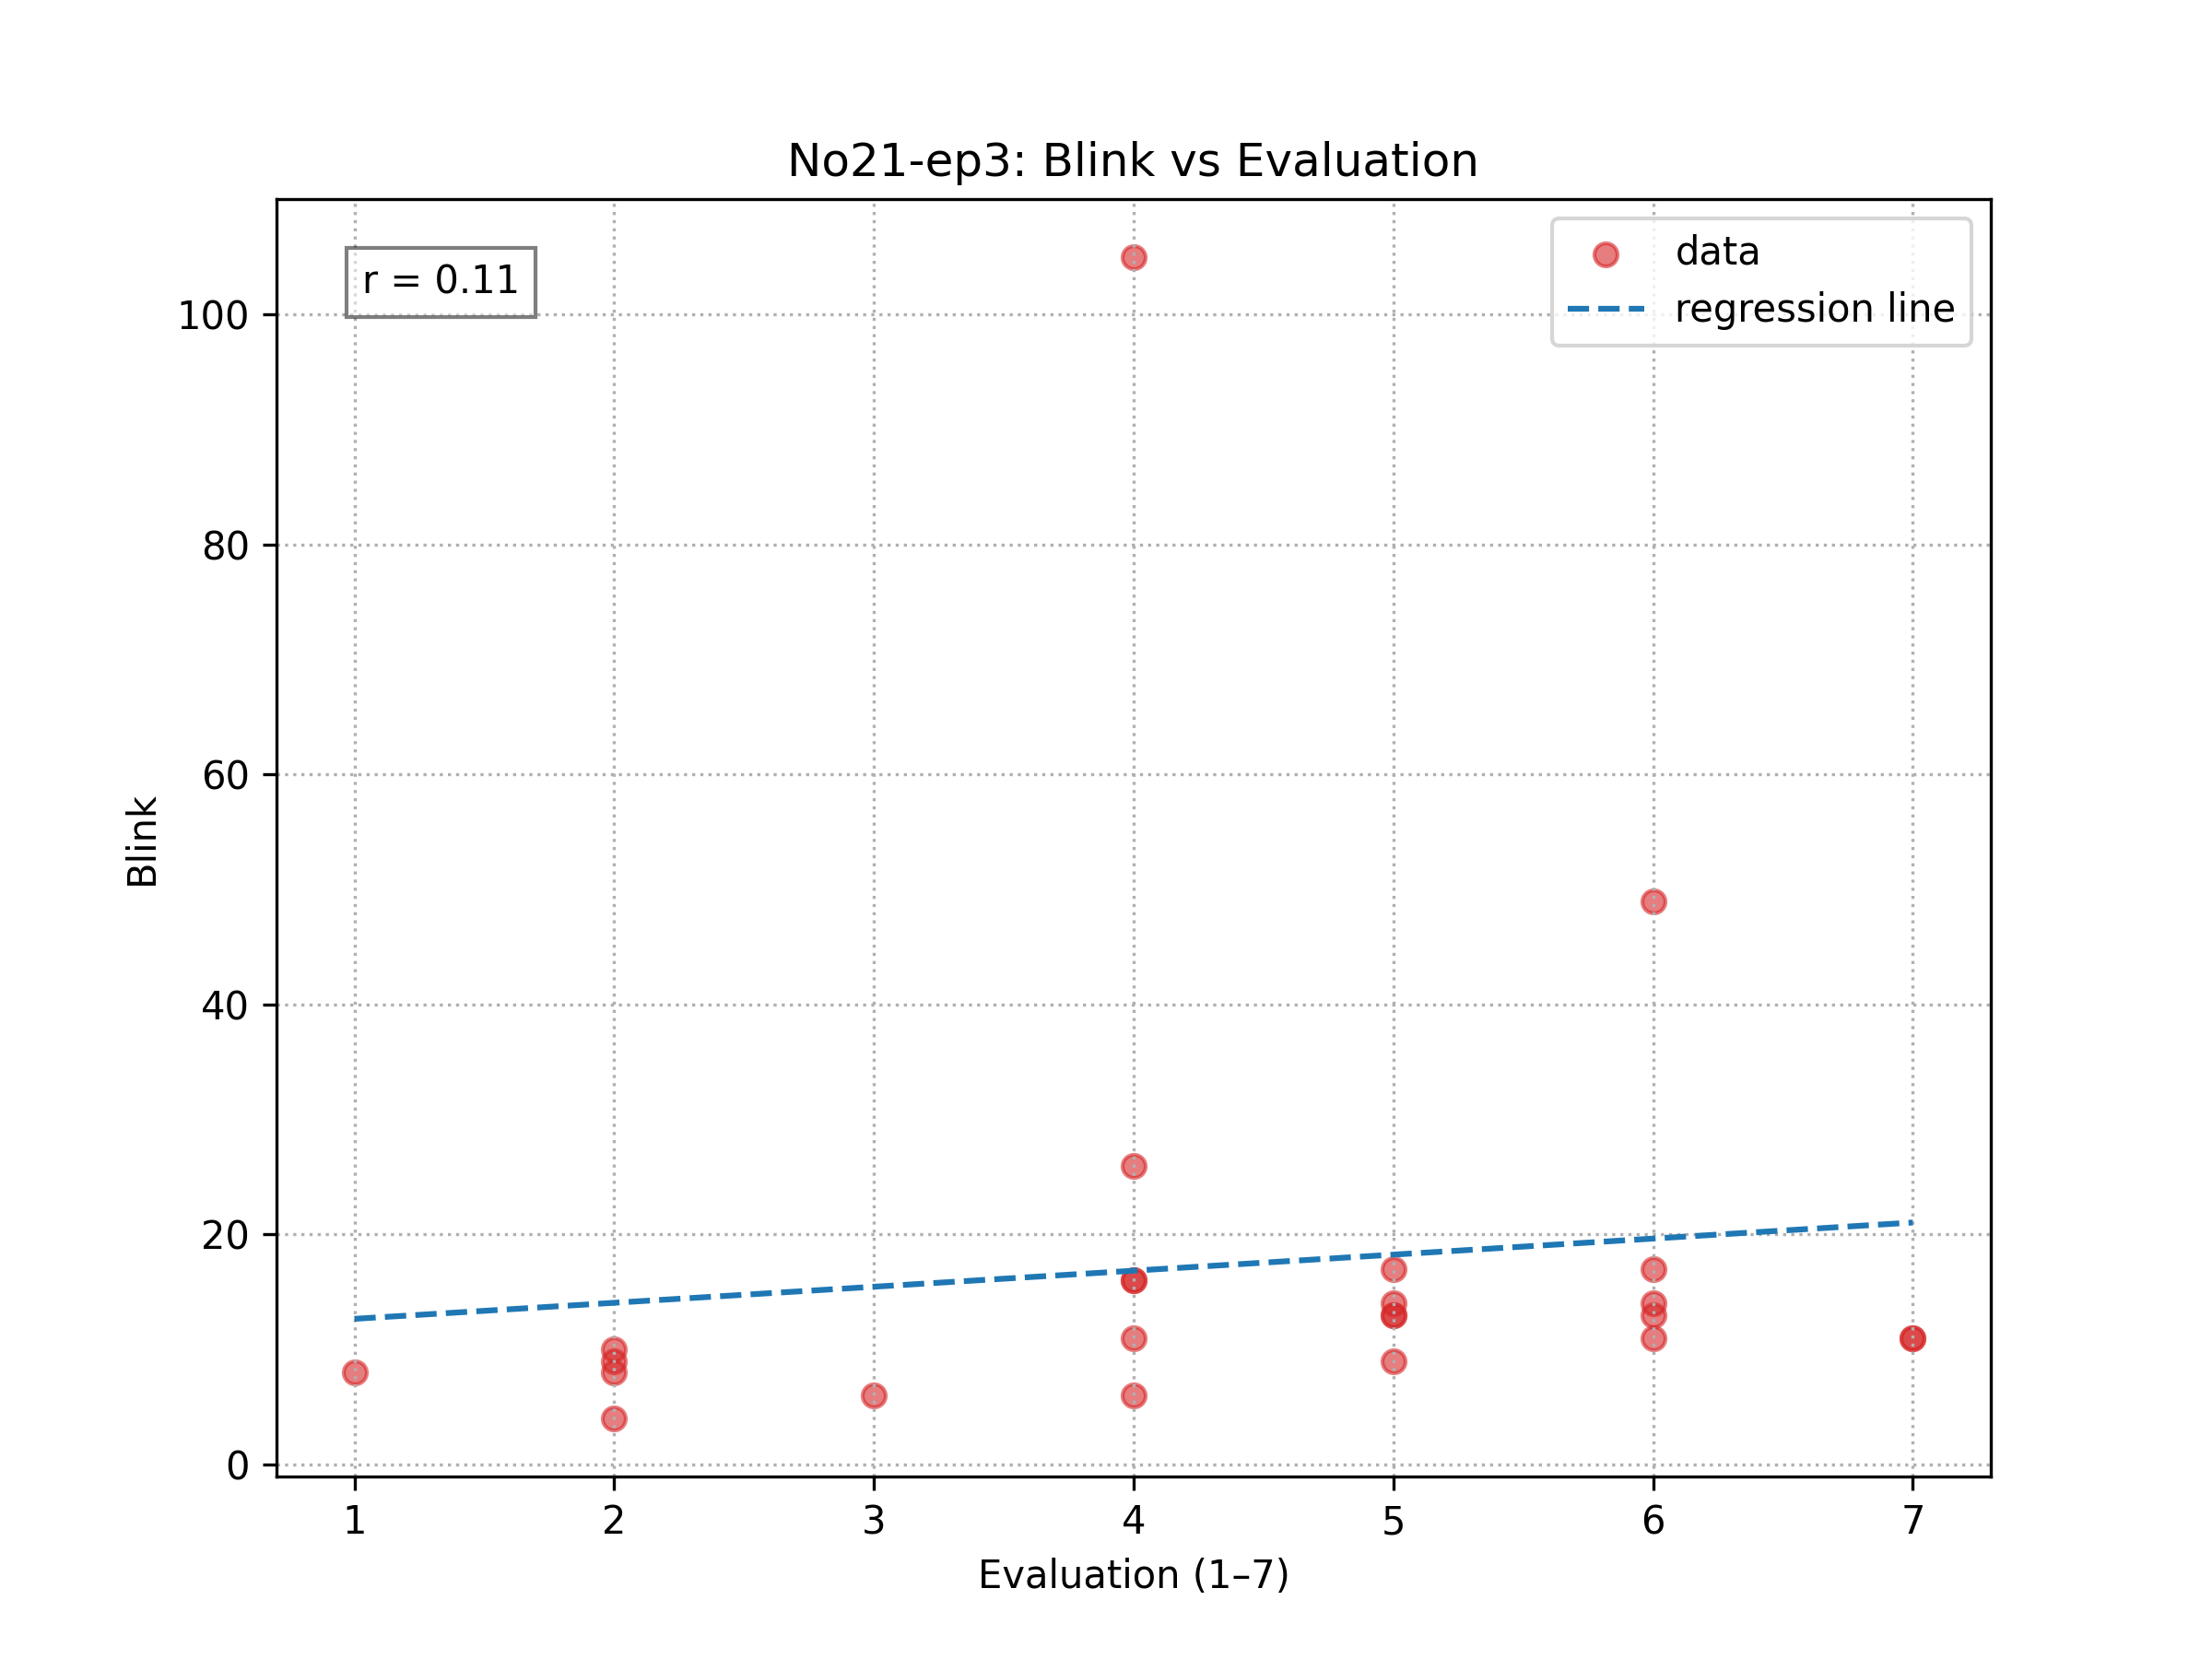 No21-ep3: Blink vs Evaluation
r = 0.11
data
regression line
100
80
60
40
20
0
Blink
1 2 3 4 5 6 7
Evaluation (1–7)